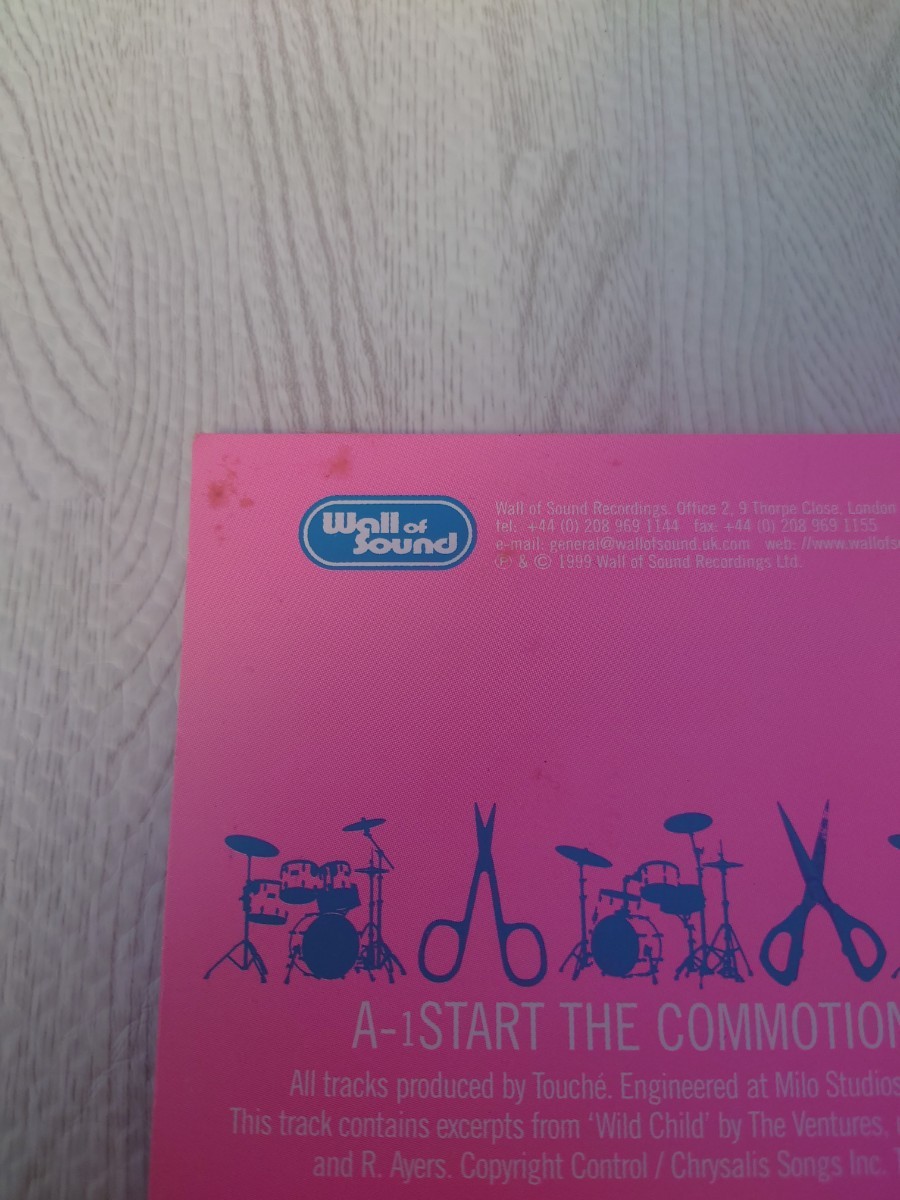 Wall of
Sound
Wall of Sound Recordings. Office 2, 9 Thorpe Close, London
tel: +44 (0) 208 969 1144 fax: +44 (0) 208 969 1155
e-mail: general@wallofsound.uk.com web: //www.wallofso
℗ & © 1999 Wall of Sound Recordings Ltd.
A-1 START THE COMMOTION
All tracks produced by Touché. Engineered at Milo Studios
This track contains excerpts from ‘Wild Child’ by The Ventures,
and R. Ayers. Copyright Control / Chrysalis Songs Inc.